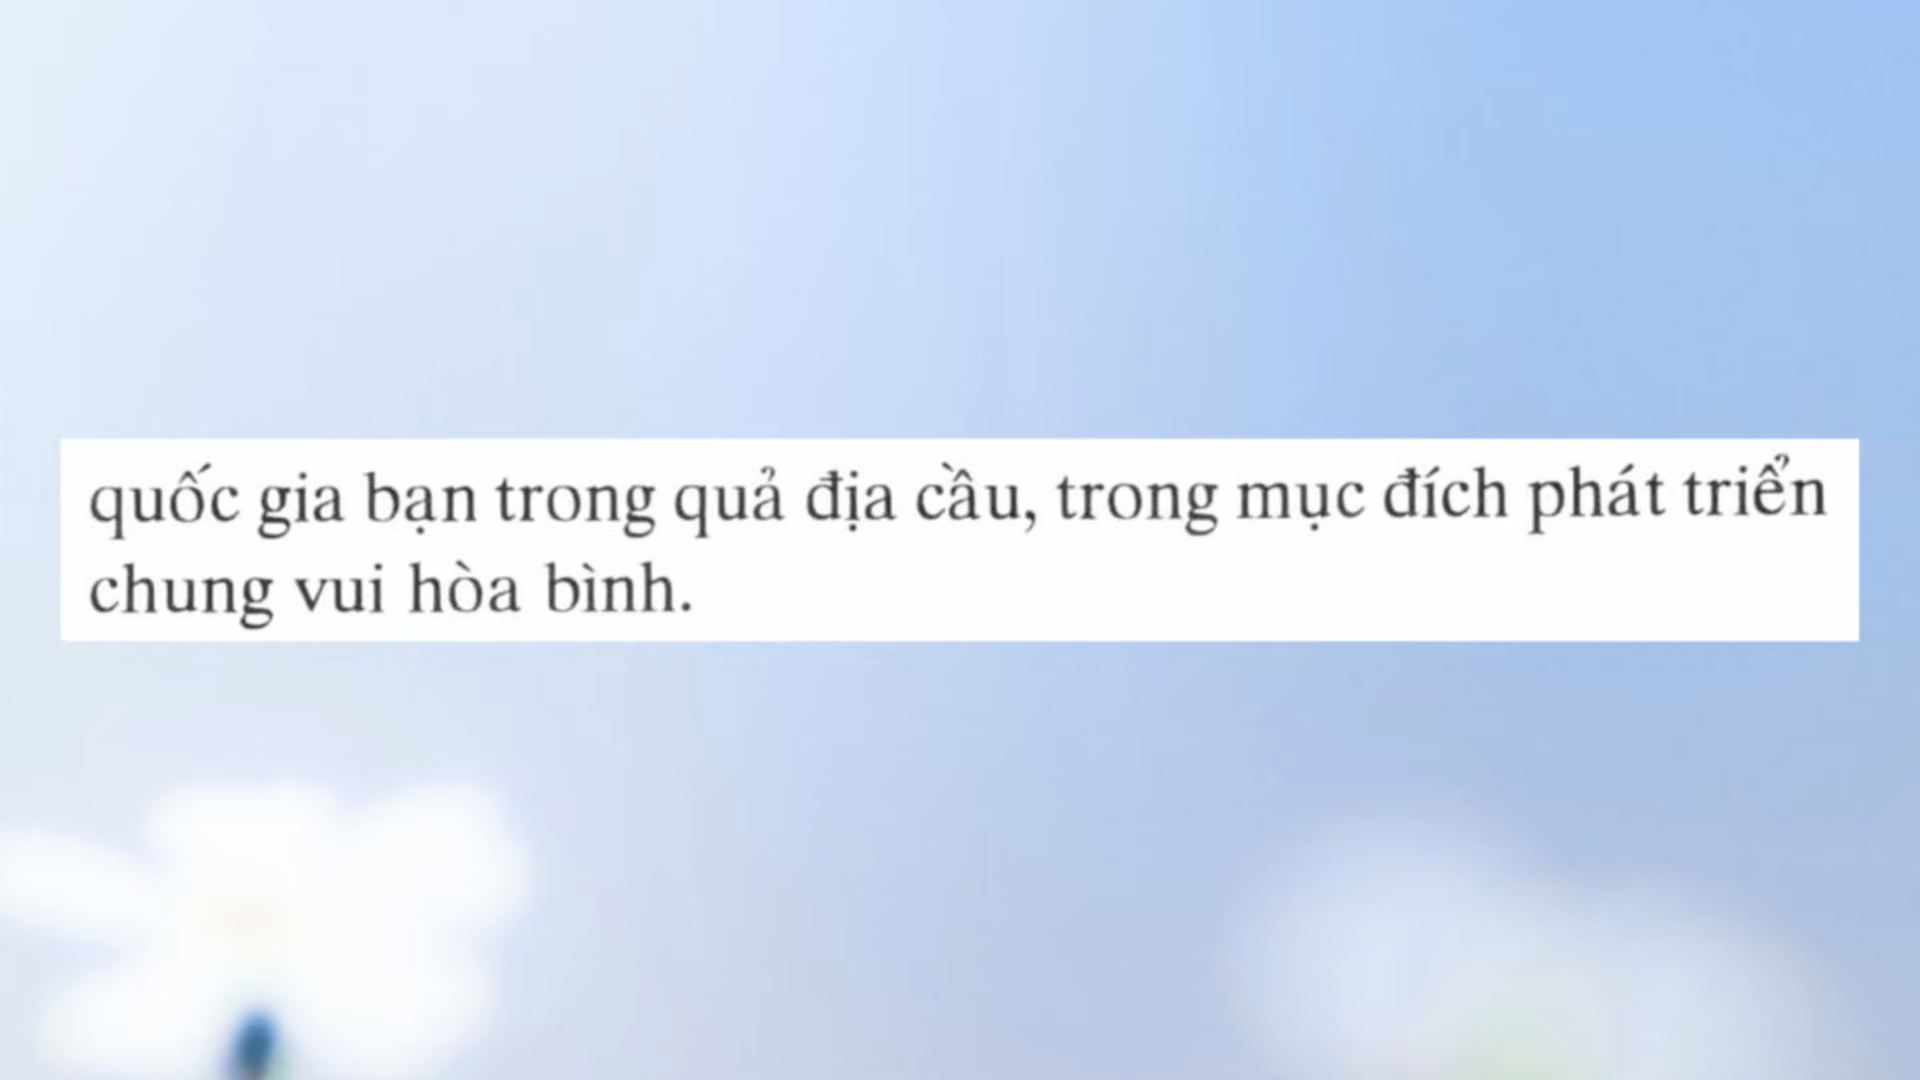 quốc gia bạn trong quả địa cầu, trong mục đích phát triển
chung vui hòa bình.